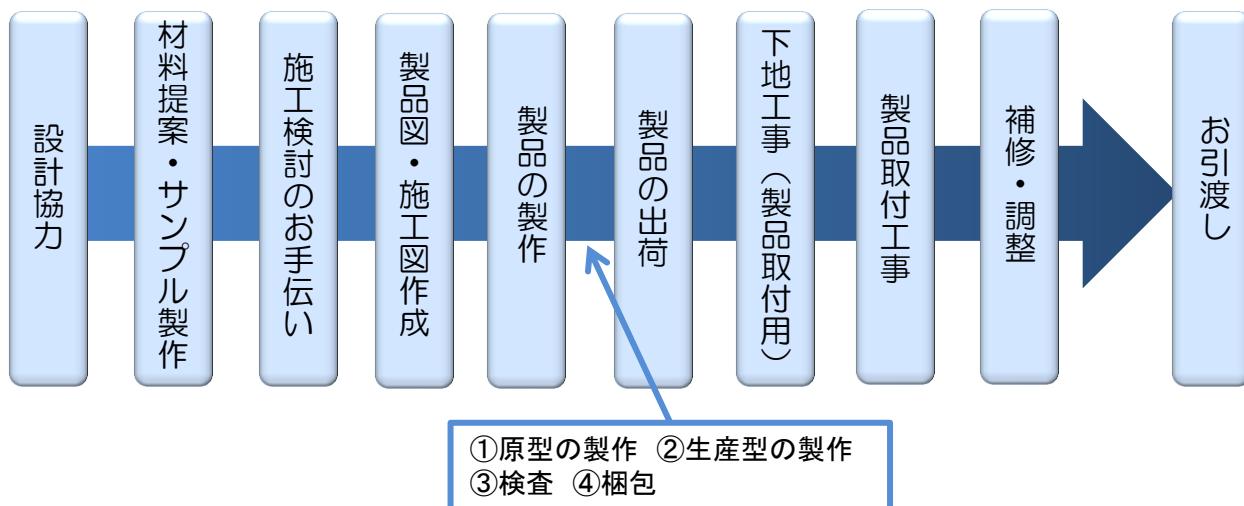 設計協力
材料提案・サンプル製作
施工検討のお手伝い
製品図・施工図作成
製品の製作
製品の出荷
下地工事（製品取付用）
製品取付工事
補修・調整
お引渡し
①原型の製作 ②生産型の製作
③検査 ④梱包